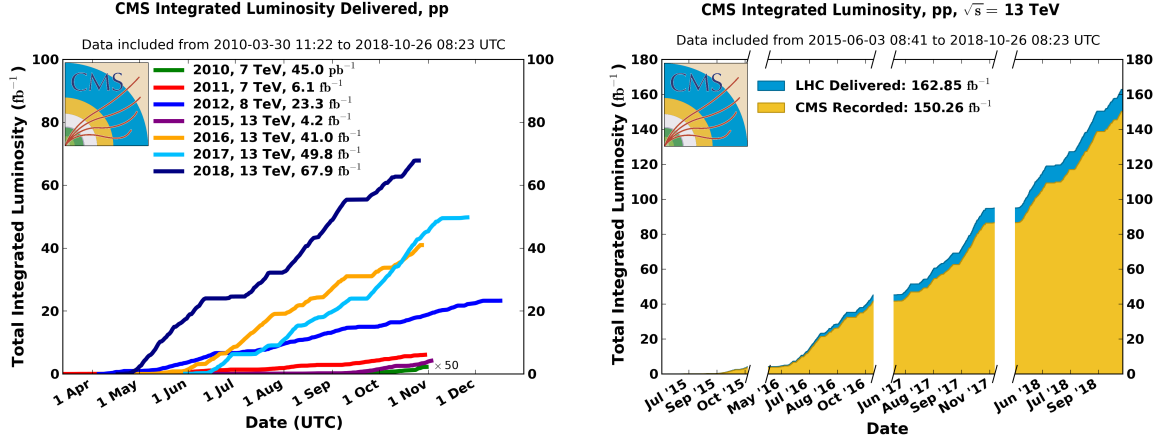 CMS Integrated Luminosity Delivered, pp
Data included from 2010-03-30 11:22 to 2018-10-26 08:23 UTC
CMS
2010, 7 TeV, 45.0 pb⁻¹
2011, 7 TeV, 6.1 fb⁻¹
2012, 8 TeV, 23.3 fb⁻¹
2015, 13 TeV, 4.2 fb⁻¹
2016, 13 TeV, 41.0 fb⁻¹
2017, 13 TeV, 49.8 fb⁻¹
2018, 13 TeV, 67.9 fb⁻¹
Total Integrated Luminosity (fb⁻¹)
100
80
60
40
20
0
100
80
60
40
20
0
× 50
1 Apr
1 May
1 Jun
1 Jul
1 Aug
1 Sep
1 Oct
1 Nov
1 Dec
Date (UTC)
CMS Integrated Luminosity, pp, √s = 13 TeV
Data included from 2015-06-03 08:41 to 2018-10-26 08:23 UTC
CMS
LHC Delivered: 162.85 fb⁻¹
CMS Recorded: 150.26 fb⁻¹
Total Integrated Luminosity (fb⁻¹)
180
160
140
120
100
80
60
40
20
0
180
160
140
120
100
80
60
40
20
0
Jul '15
Sep '15
Oct '15
May '16
Jul '16
Aug '16
Oct '16
Jun '17
Aug '17
Sep '17
Nov '17
Jun '18
Jul '18
Sep '18
Date